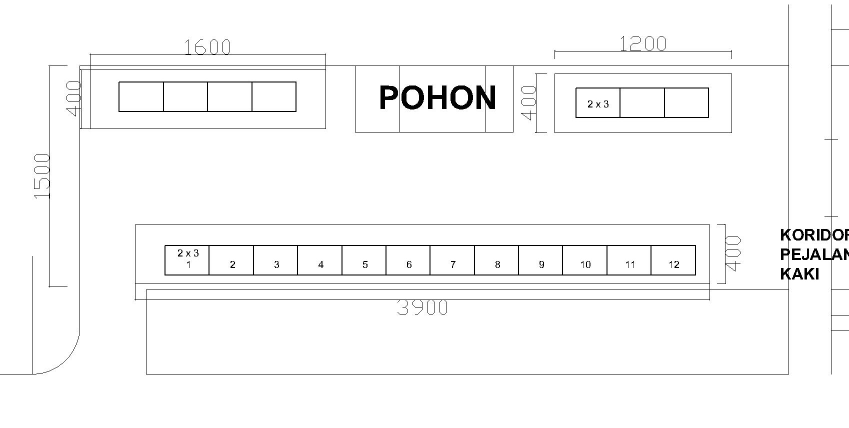 1600
1200
400
POHON
400
2 x 3
1500
KORIDOR
PEJALAN
KAKI
400
2 x 3
1 2 3 4 5 6 7 8 9 10 11 12
3900